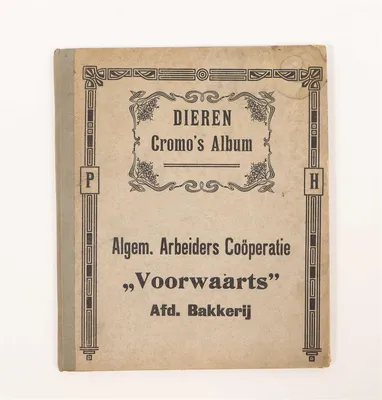 DIEREN
Cromo's Album
P
H
Algem. Arbeiders Coöperatie
„Voorwaarts"
Afd. Bakkerij